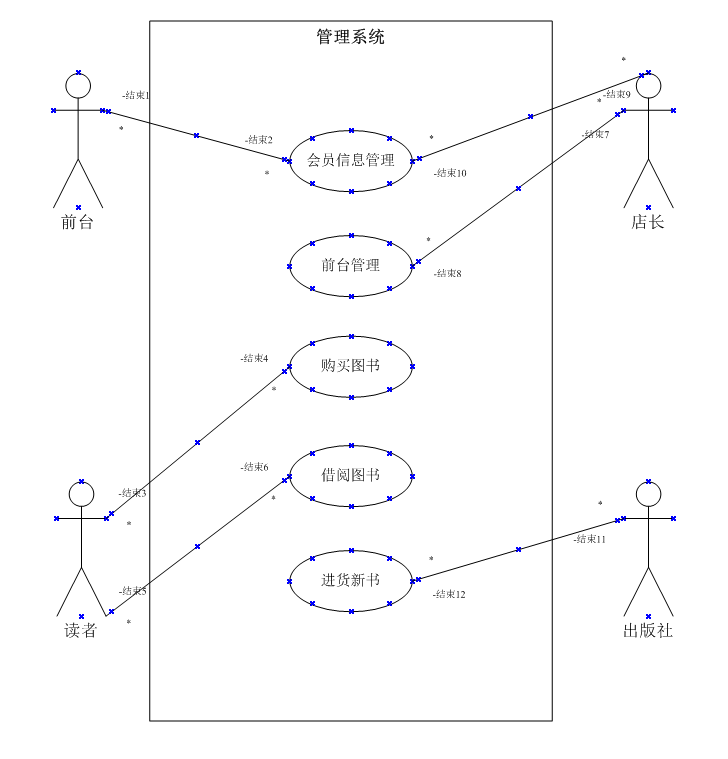 管理系统
*
-结束1
-结束9
*
*
-结束2
*
-结束7
会员信息管理
*
-结束10
前台
店长
*
前台管理
-结束8
-结束4
购买图书
*
-结束6
借阅图书
-结束3
*
*
*
-结束11
*
进货新书
-结束5
-结束12
*
读者
出版社